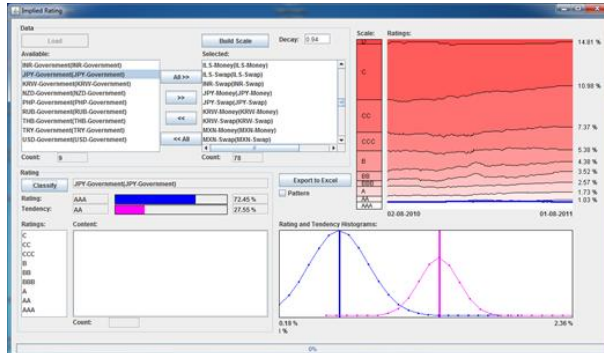 Implied Rating
Data
Load
Build Scale
Decay: 0.94
Available:
Selected:
INR-Government(INR-Government)
JPY-Government(JPY-Government)
KRW-Government(KRW-Government)
NZD-Government(NZD-Government)
PHP-Government(PHP-Government)
RUB-Government(RUB-Government)
THB-Government(THB-Government)
TRY-Government(TRY-Government)
USD-Government(USD-Government)
All >>
>>
<<
<< All
ILS-Money(ILS-Money)
ILS-Swap(ILS-Swap)
INR-Swap(INR-Swap)
JPY-Money(JPY-Money)
JPY-Swap(JPY-Swap)
KRW-Money(KRW-Money)
KRW-Swap(KRW-Swap)
MXN-Money(MXN-Money)
MXN-Swap(MXN-Swap)
Count: 9
Count: 78
Rating
Classify
JPY-Government(JPY-Government)
Rating: AAA 72.45 %
Tendency: AA 27.55 %
Ratings:
Content:
C
CC
CCC
B
BB
BBB
A
AA
AAA
Count:
Export to Excel
Pattern
Scale:
Ratings:
D
C
CC
CCC
B
BB
BBB
A
AA
AAA
14.81 %
10.98 %
7.37 %
5.38 %
4.38 %
3.52 %
2.57 %
1.73 %
1.03 %
02-08-2010
01-08-2011
Rating and Tendency Histograms:
0.18 %
2.36 %
0%